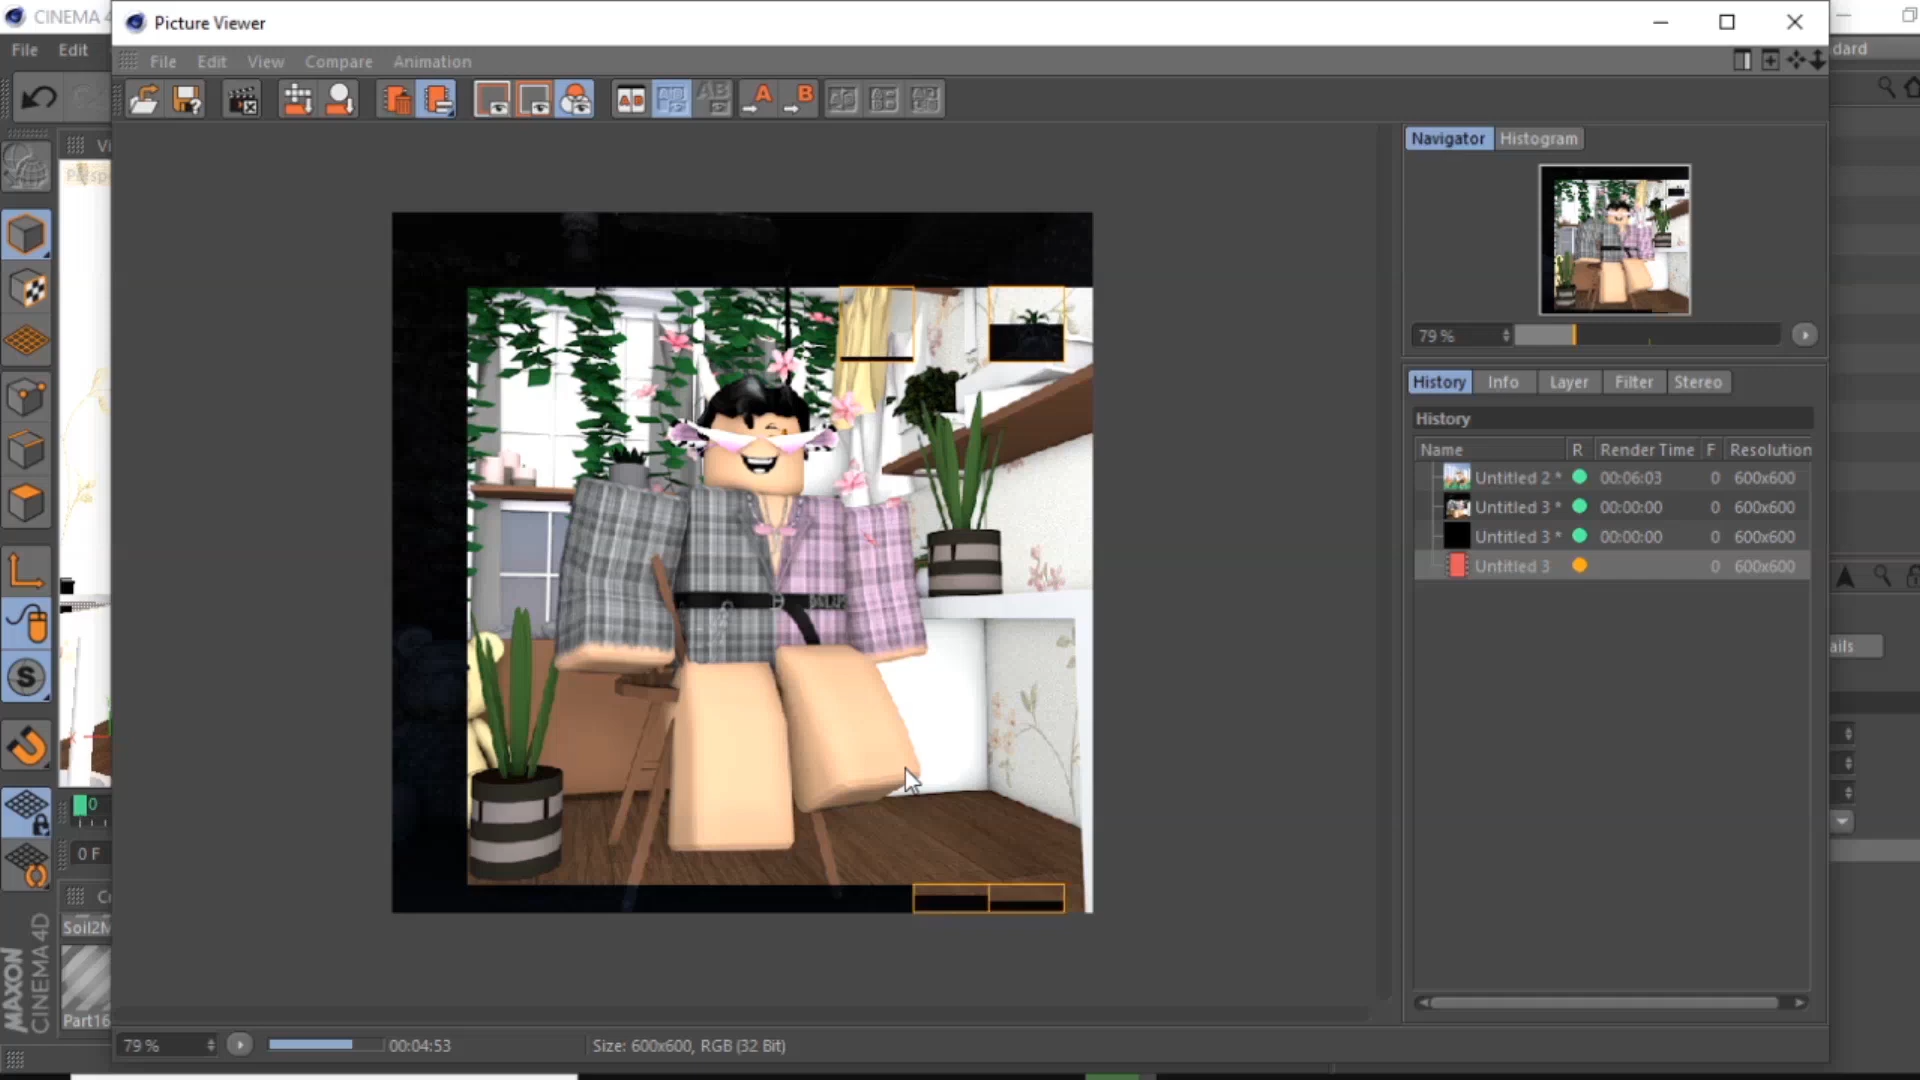 CINEMA 4
Picture Viewer
File Edit
File Edit View Compare Animation
dard
Navigator Histogram
79 %
History Info Layer Filter Stereo
History
Name R Render Time F Resolution
Untitled 2 * 00:06:03 0 600x600
Untitled 3 * 00:00:00 0 600x600
Untitled 3 * 00:00:00 0 600x600
Untitled 3 0 600x600
ails
0
0 F
Soil2M
Part16
MAXON
CINEMA 4D
79 % 00:04:53 Size: 600x600, RGB (32 Bit)